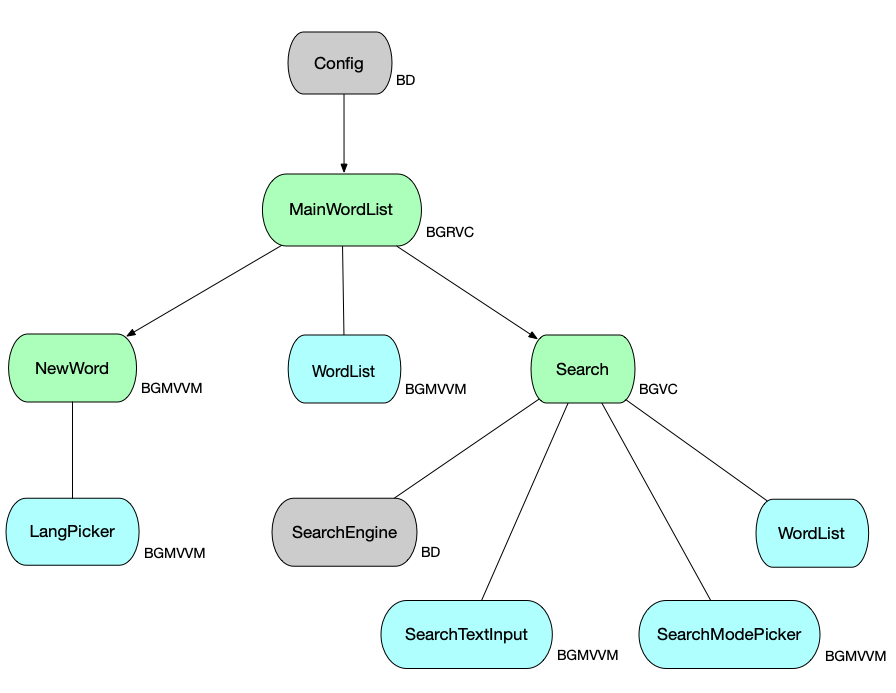 Config
BD
MainWordList
BGRVC
NewWord
BGMVVM
WordList
BGMVVM
Search
BGVC
LangPicker
BGMVVM
SearchEngine
BD
WordList
SearchTextInput
BGMVVM
SearchModePicker
BGMVVM